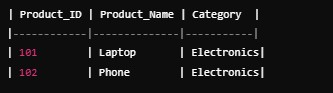 | Product_ID | Product_Name | Category  |
|------------|--------------|-----------|
| 101        | Laptop       | Electronics|
| 102        | Phone        | Electronics|